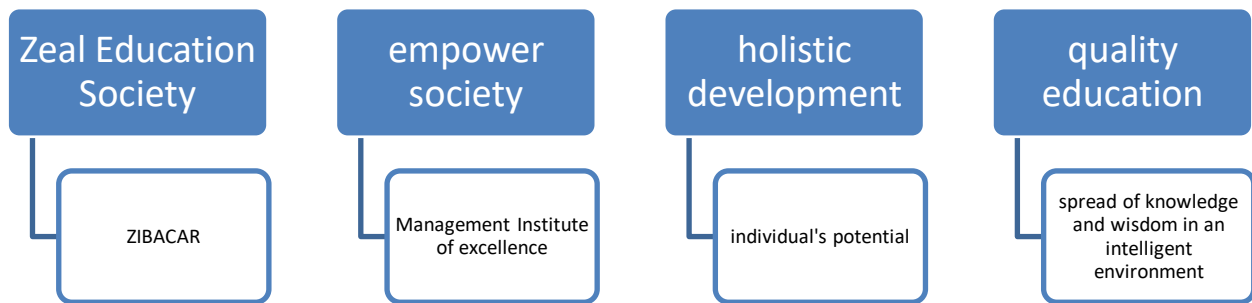 Zeal Education
Society
ZIBACAR
empower
society
Management Institute
of excellence
holistic
development
individual's potential
quality
education
spread of knowledge
and wisdom in an
intelligent
environment